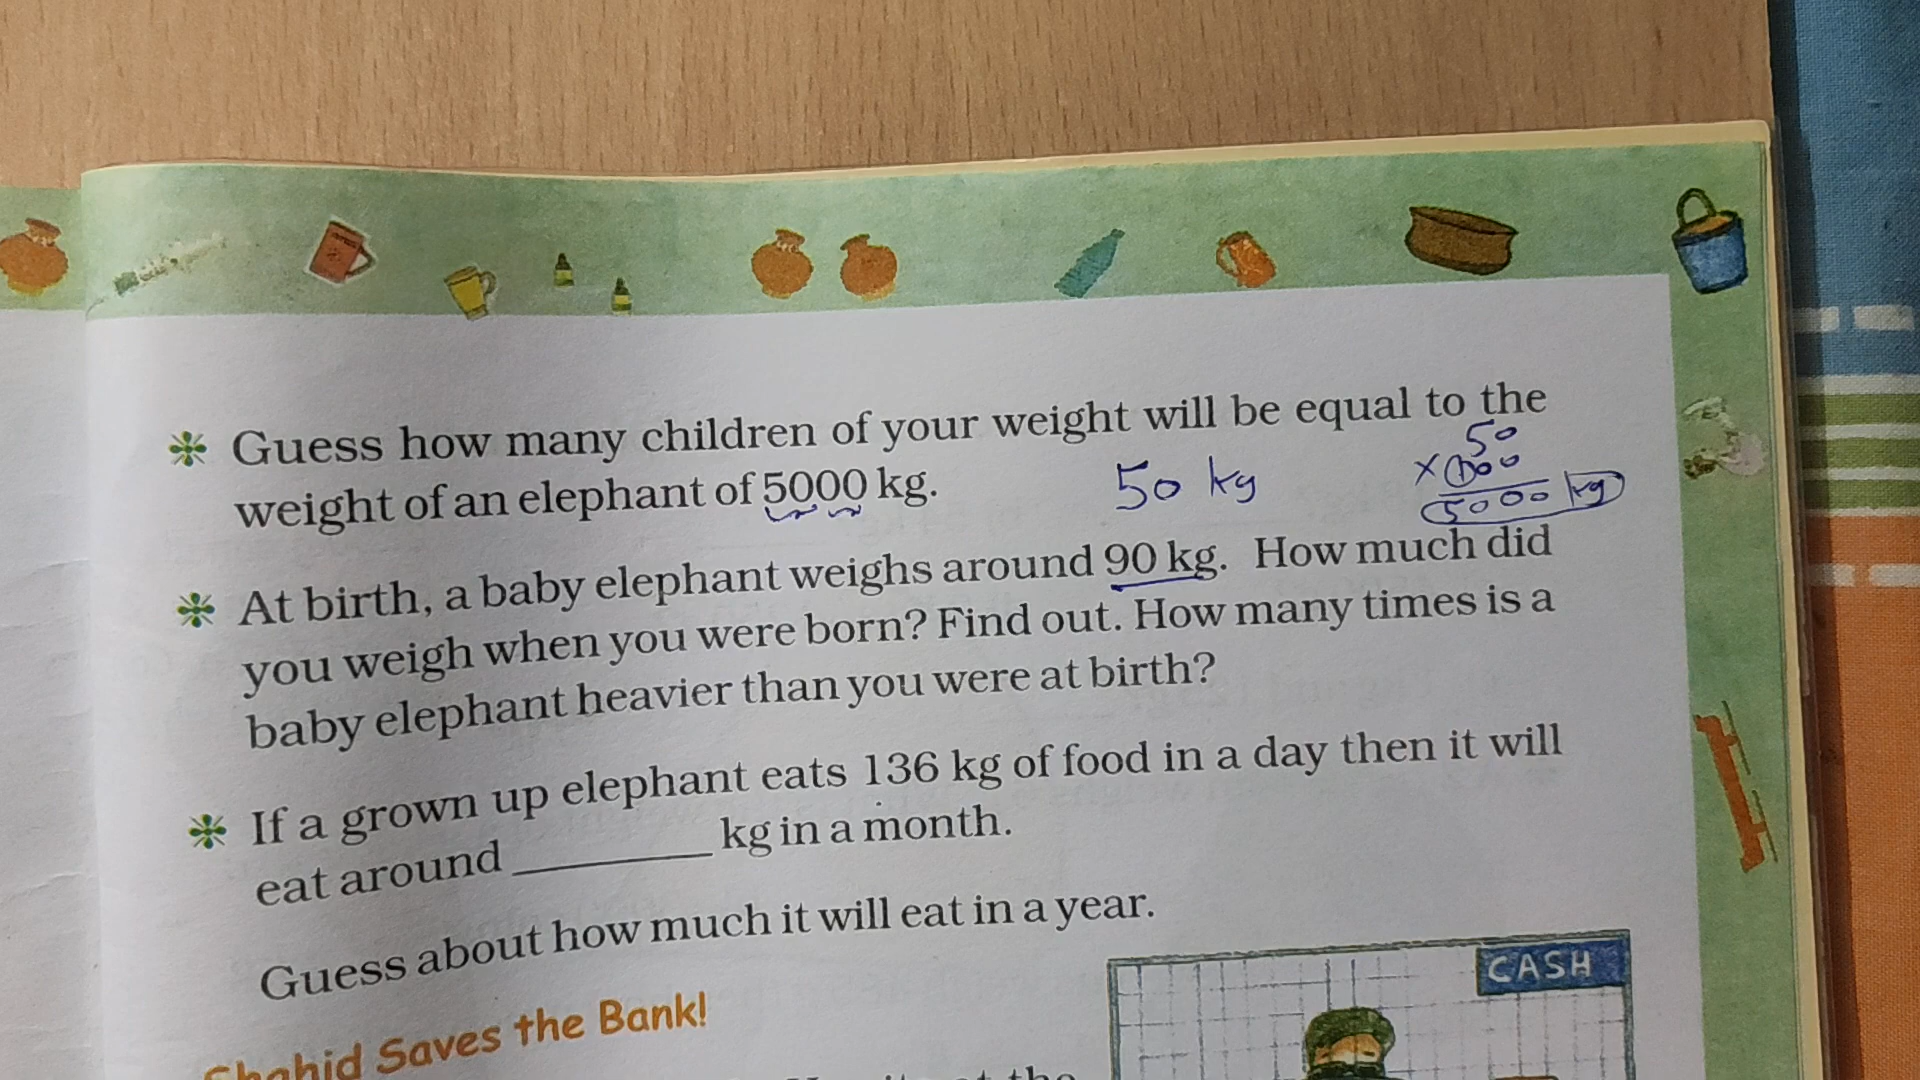 Guess how many children of your weight will be equal to the
weight of an elephant of 5000 kg.
50 kg
50
×100
5000 kg
At birth, a baby elephant weighs around 90 kg. How much did
you weigh when you were born? Find out. How many times is a
baby elephant heavier than you were at birth?
If a grown up elephant eats 136 kg of food in a day then it will
eat around ________ kg in a month.
Guess about how much it will eat in a year.
CASH
Shahid Saves the Bank!
the